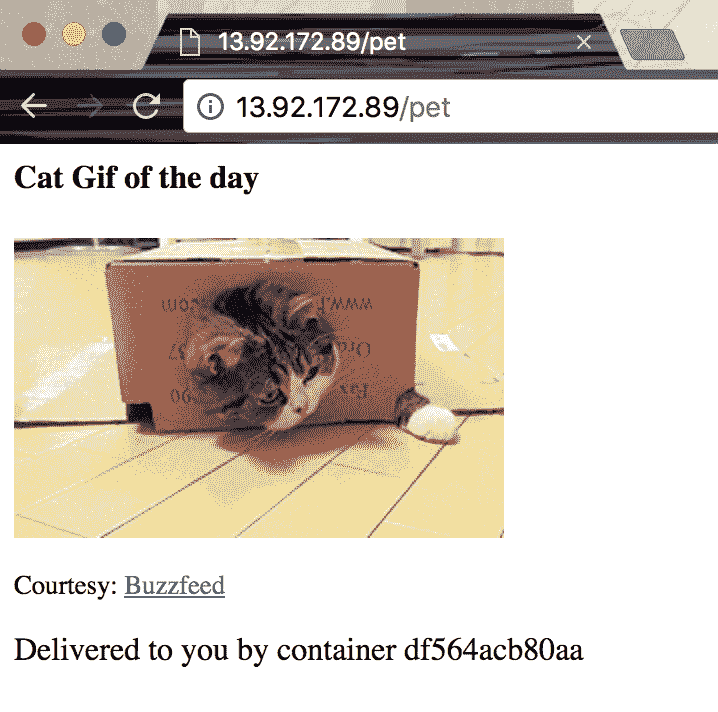 13.92.172.89/pet
13.92.172.89/pet
Cat Gif of the day
Courtesy: Buzzfeed
Delivered to you by container df564acb80aa